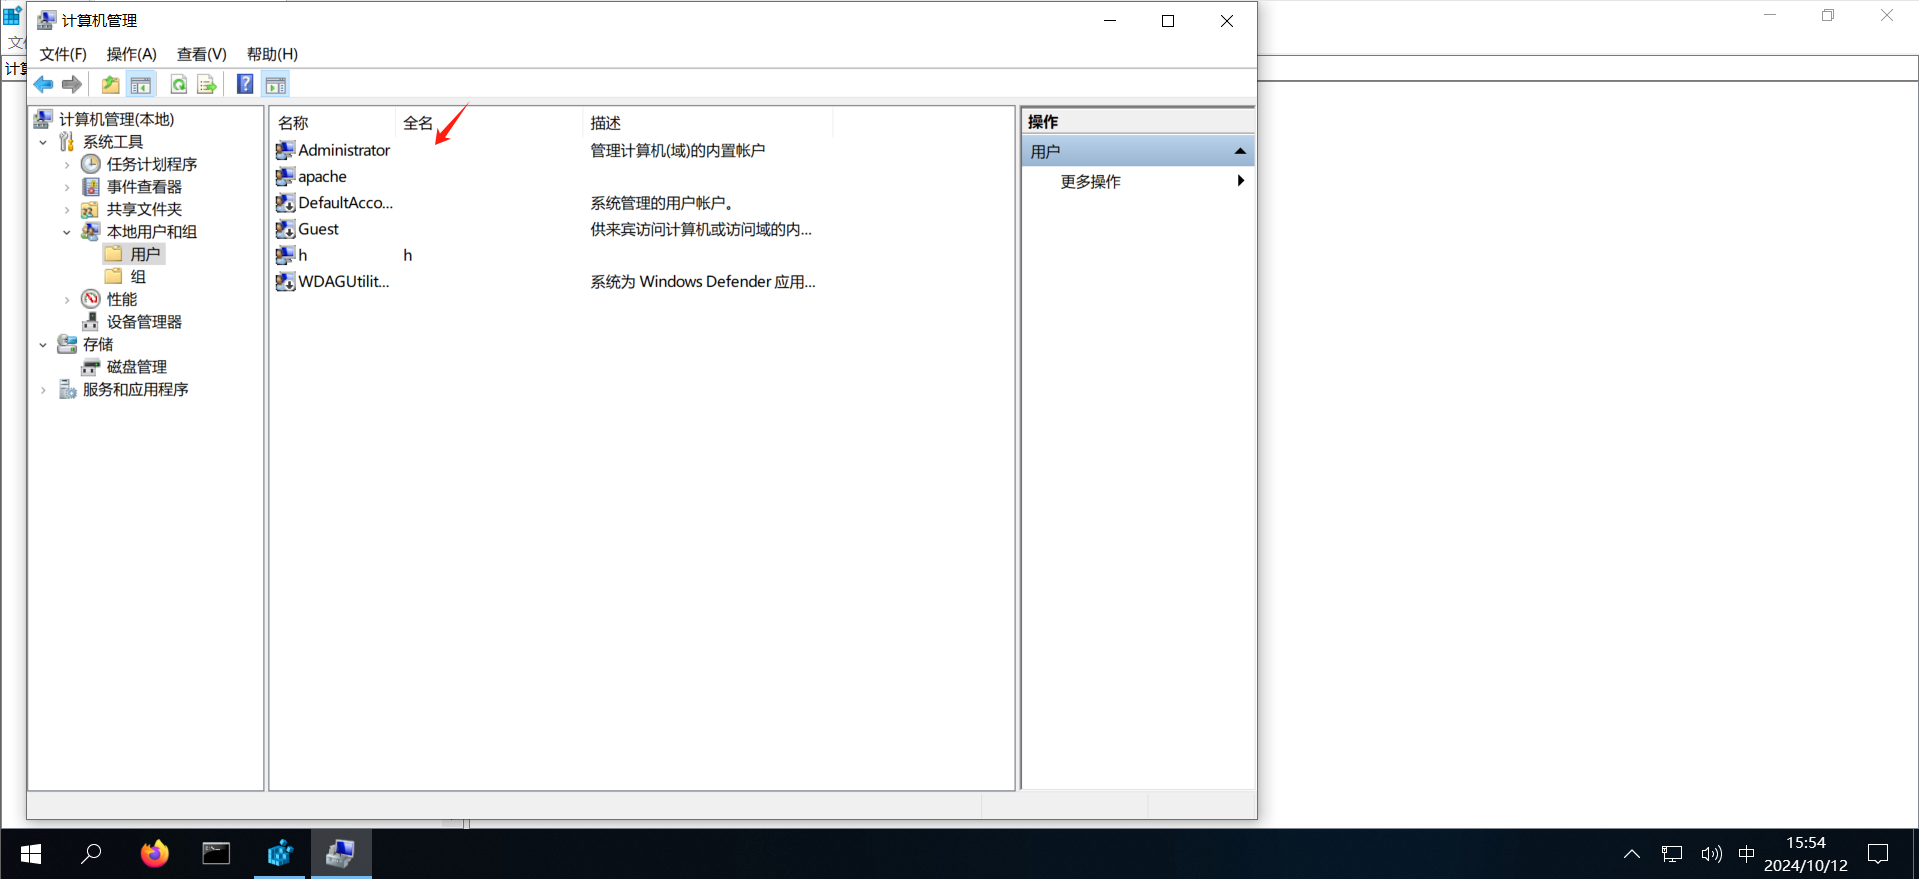 计算机管理
文件(F) 操作(A) 查看(V) 帮助(H)
计算机管理(本地)
系统工具
任务计划程序
事件查看器
共享文件夹
本地用户和组
用户
组
性能
设备管理器
存储
磁盘管理
服务和应用程序
名称 全名 描述
Administrator 管理计算机(域)的内置帐户
apache
DefaultAcco... 系统管理的用户帐户。
Guest 供来宾访问计算机或访问域的内...
h h
WDAGUtilit... 系统为 Windows Defender 应用...
操作
用户
更多操作
中
15:54
2024/10/12